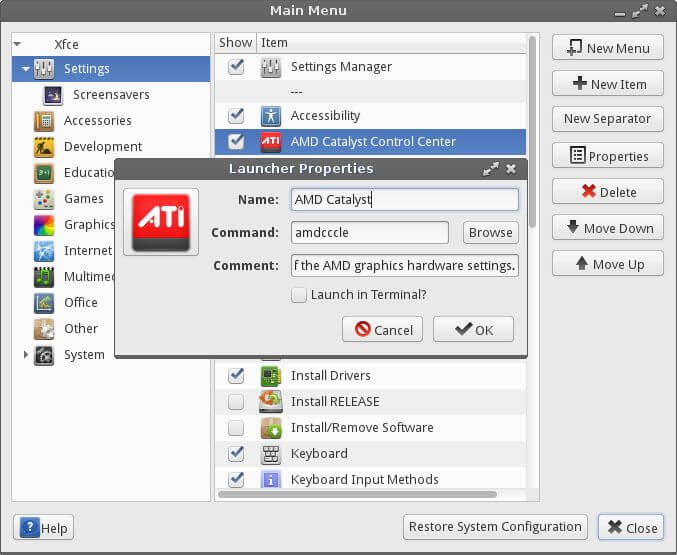 Main Menu
Xfce
Settings
Screensavers
Accessories
Development
Educatio
Games
Graphics
Internet
Multime
Office
Other
System
Show Item
Settings Manager
---
Accessibility
AMD Catalyst Control Center
Launcher Properties
ATI
Name: AMD Catalyst
Command: amdcccle Browse
Comment: f the AMD graphics hardware settings.
Launch in Terminal?
Cancel OK
Install Drivers
Install RELEASE
Install/Remove Software
Keyboard
Keyboard Input Methods
New Menu
New Item
New Separator
Properties
Delete
Move Down
Move Up
Help Restore System Configuration Close